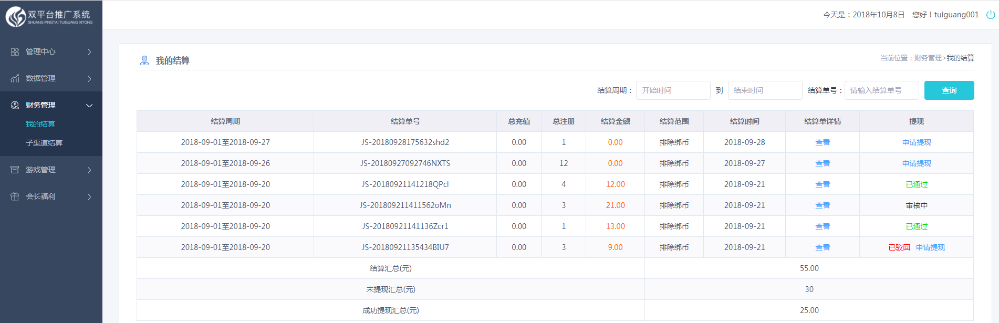 双平台推广系统
SHUANG PINGTAI TUIGUANG XITONG
今天是：2018年10月8日 您好！tuiguang001
管理中心
数据管理
财务管理
我的结算
子渠道结算
游戏管理
会长福利
我的结算
当前位置：财务管理>我的结算
结算周期： 开始时间 到 结束时间 结算单号： 请输入结算单号 查询
结算周期 结算单号 总充值 总注册 结算金额 结算范围 结算时间 结算单详情 提现
2018-09-01至2018-09-27 JS-20180928175632shd2 0.00 1 0.00 排除绑币 2018-09-28 查看 申请提现
2018-09-01至2018-09-26 JS-20180927092746NXTS 0.00 12 0.00 排除绑币 2018-09-27 查看 申请提现
2018-09-01至2018-09-20 JS-20180921141218QPcl 0.00 4 12.00 排除绑币 2018-09-21 查看 已通过
2018-09-01至2018-09-20 JS-201809211411562oMn 0.00 3 21.00 排除绑币 2018-09-21 查看 审核中
2018-09-01至2018-09-20 JS-20180921141136Zcr1 0.00 1 13.00 排除绑币 2018-09-21 查看 已通过
2018-09-01至2018-09-20 JS-20180921135434BIU7 0.00 3 9.00 排除绑币 2018-09-21 查看 已驳回 申请提现
结算汇总(元) 55.00
未提现汇总(元) 30
成功提现汇总(元) 25.00